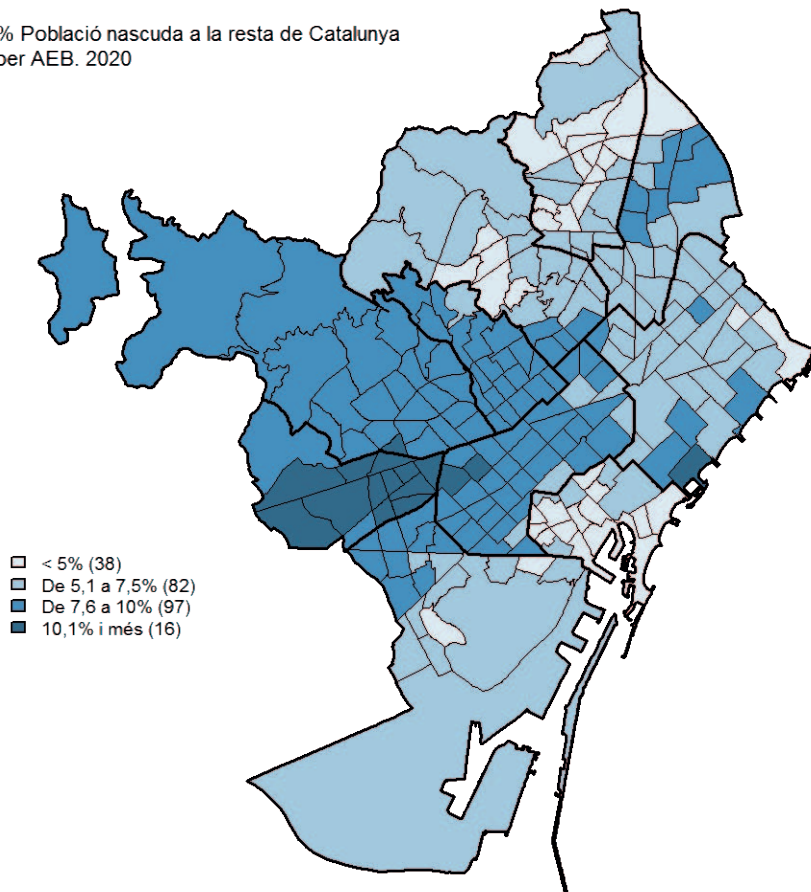 % Població nascuda a la resta de Catalunya
per AEB. 2020
< 5% (38)
De 5,1 a 7,5% (82)
De 7,6 a 10% (97)
10,1% i més (16)